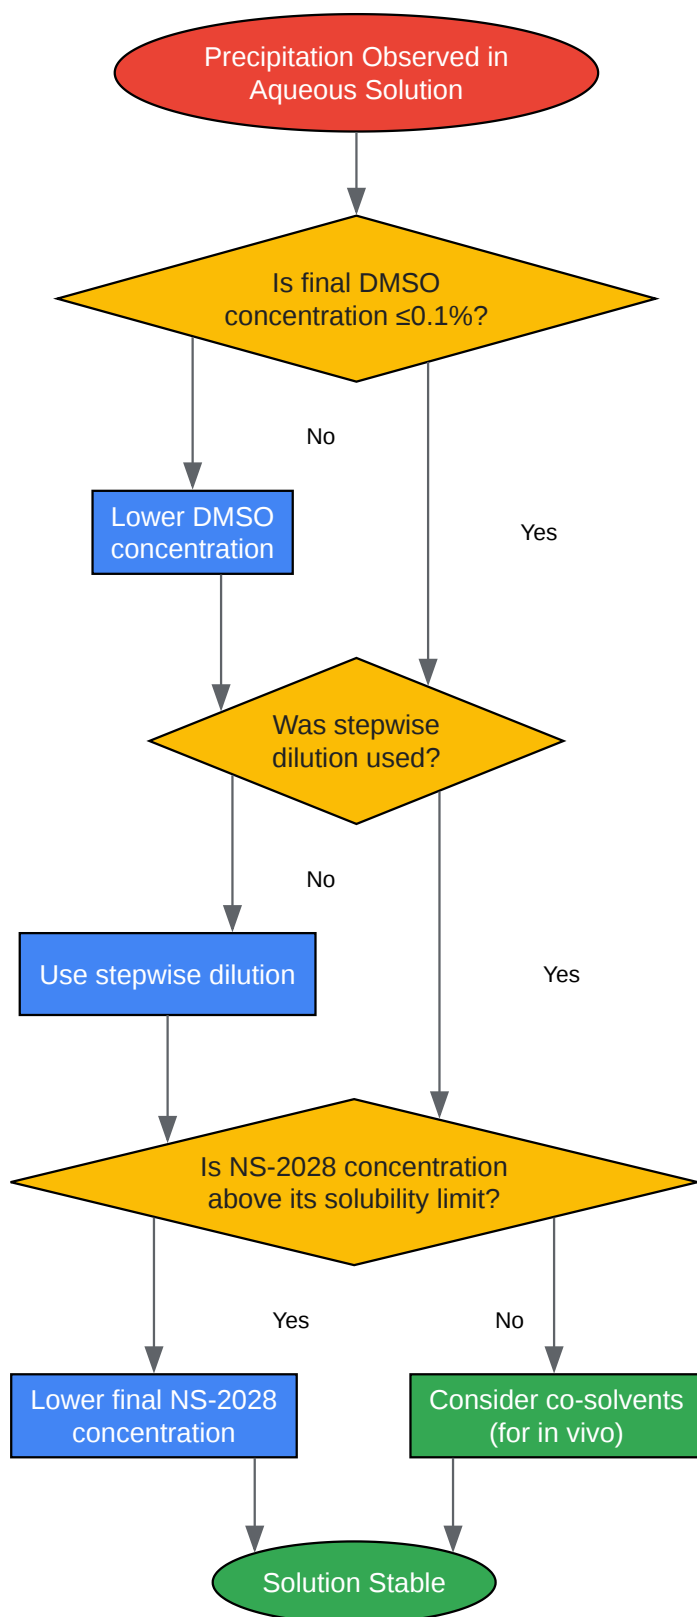 Precipitation Observed in
Aqueous Solution
Is final DMSO
concentration ≤0.1%?
No
Lower DMSO
concentration
Yes
Was stepwise
dilution used?
No
Use stepwise dilution
Yes
Is NS-2028 concentration
above its solubility limit?
Yes
No
Lower final NS-2028
concentration
Consider co-solvents
(for in vivo)
Solution Stable